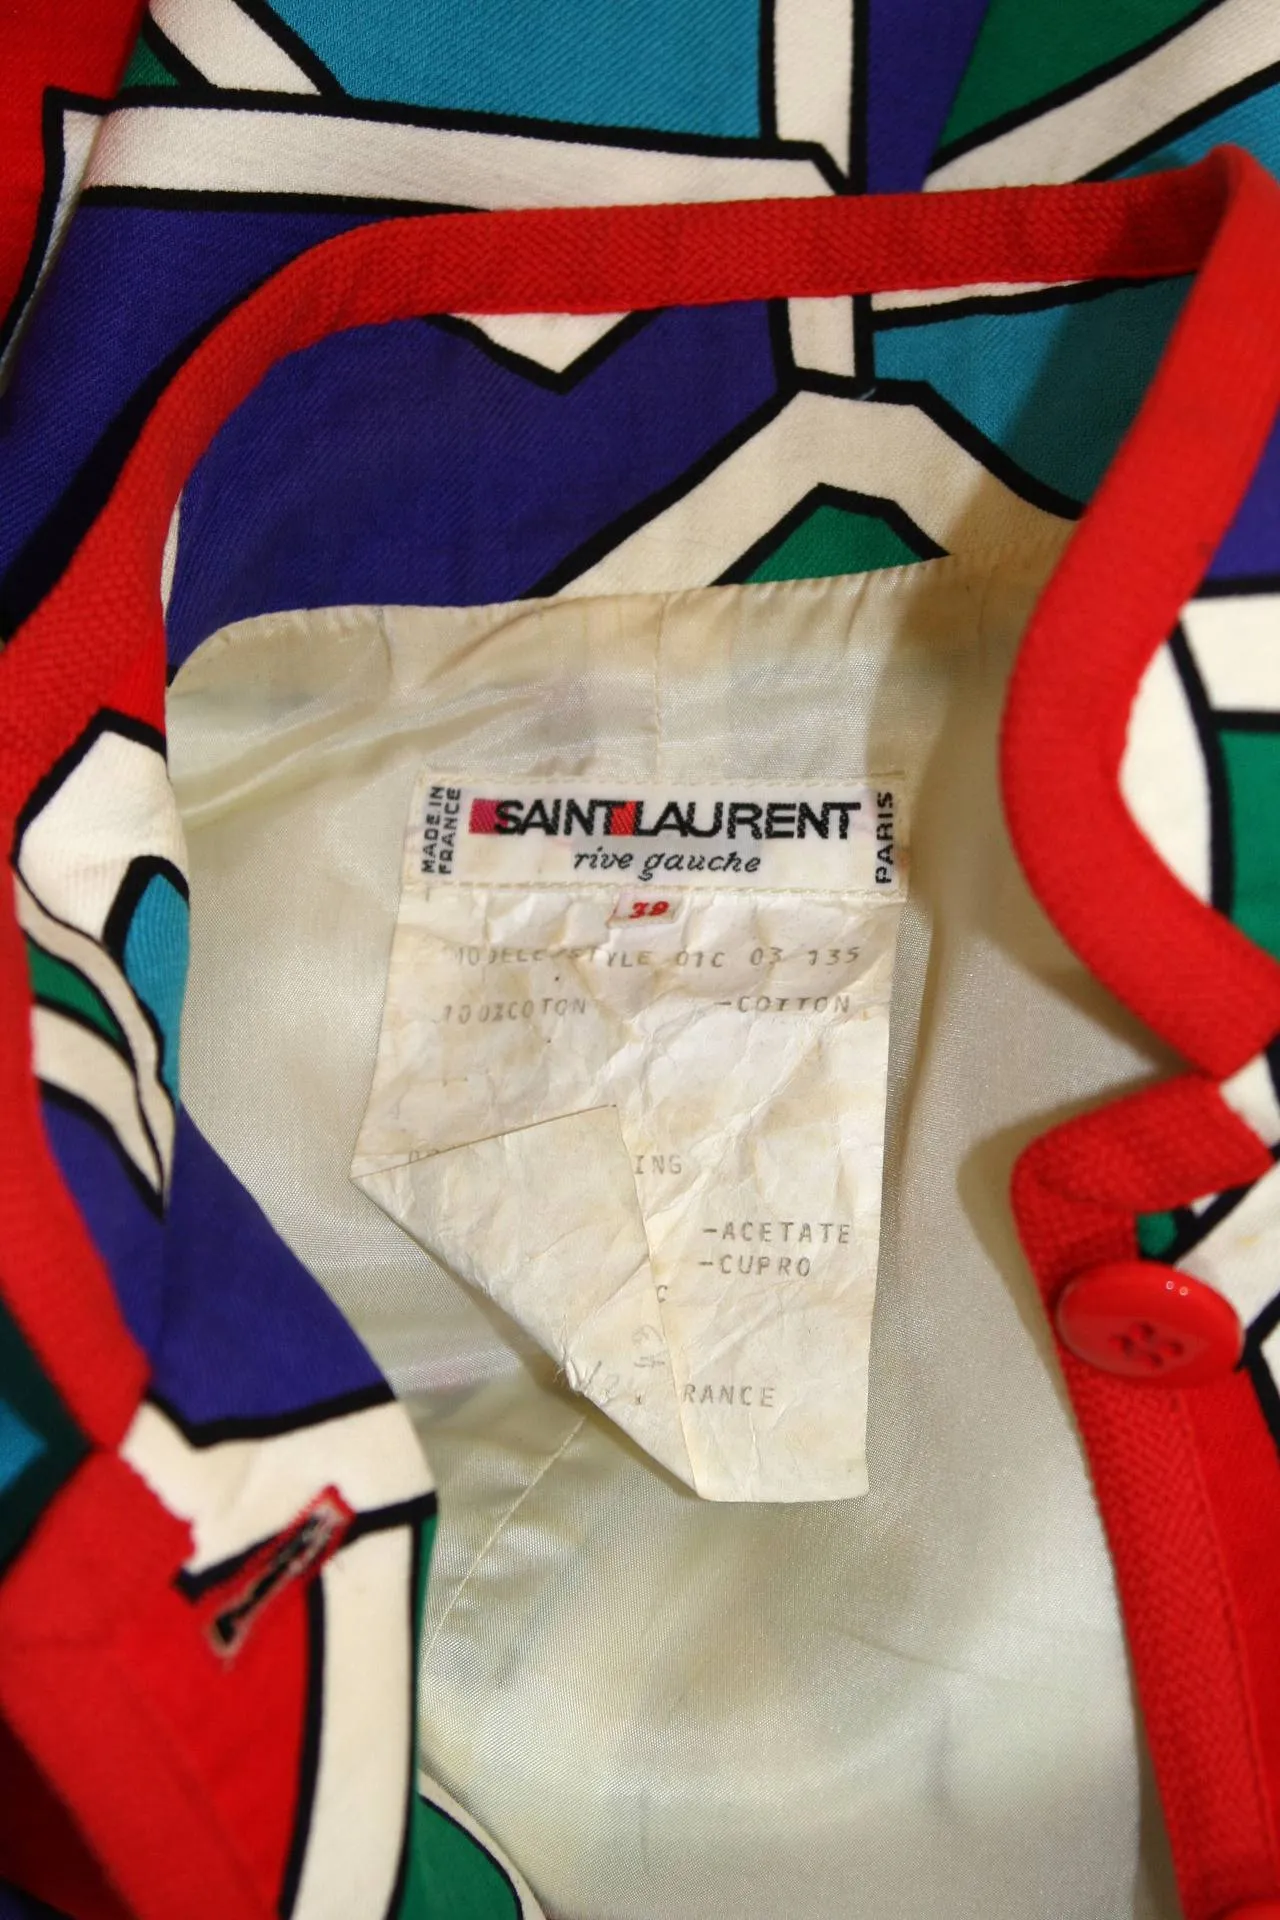 MADE IN
FRANCE
SAINT LAURENT
rive gauche
PARIS
MODELE/STYLE 01C 03 135
100%COTON -COTTON
ING
-ACETATE
-CUPRO
C
RANCE